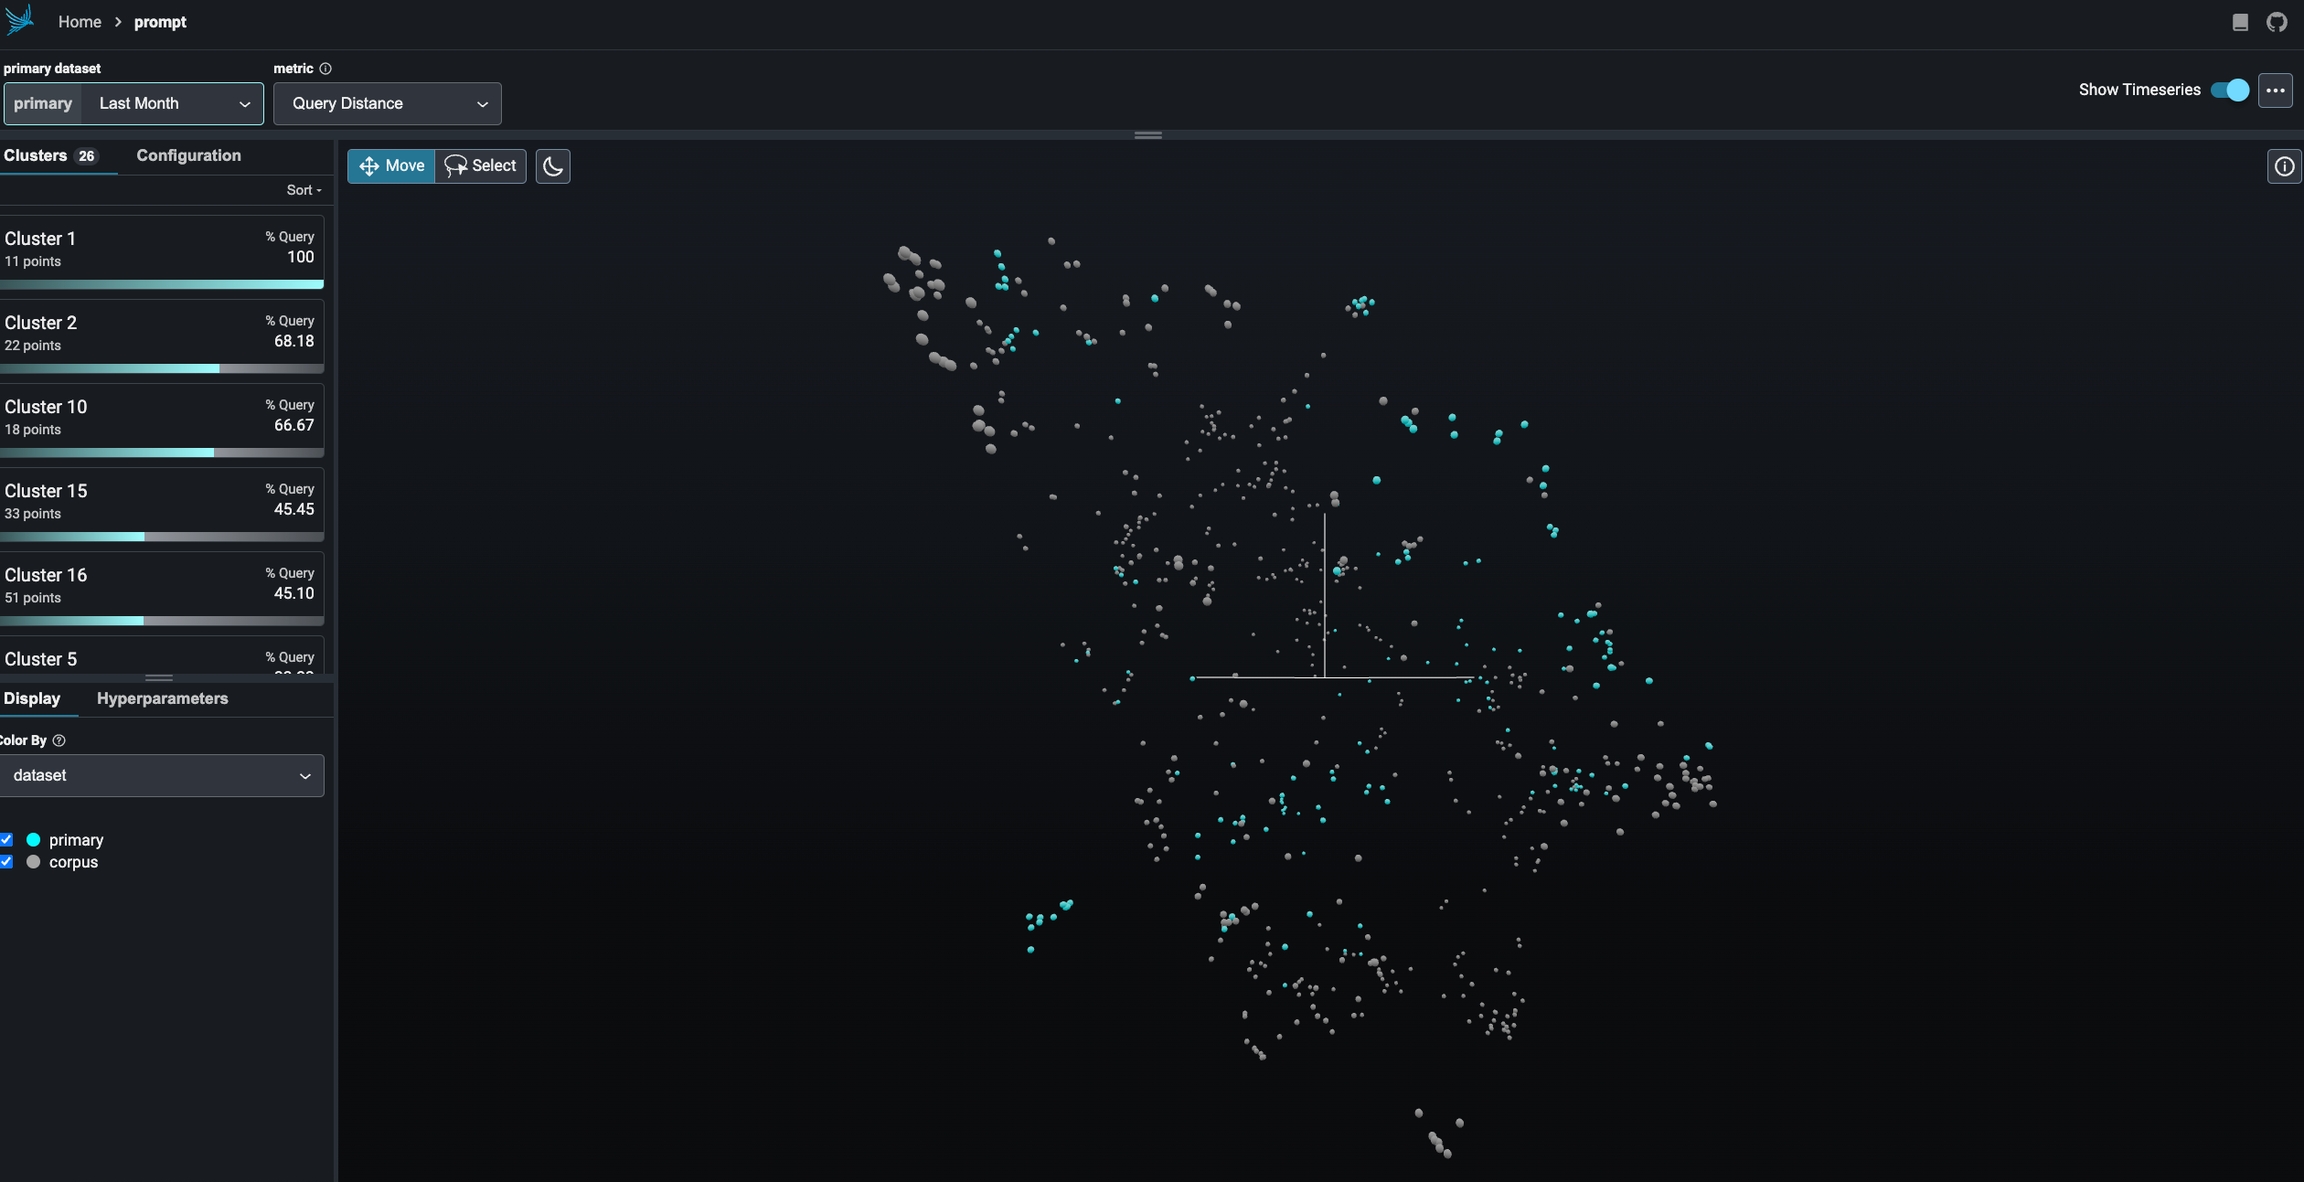 Home > prompt
primary dataset
metric
primary Last Month
Query Distance
Show Timeseries
Clusters 26 Configuration
Sort
Move Select
Cluster 1 % Query
11 points 100
Cluster 2 % Query
22 points 68.18
Cluster 10 % Query
18 points 66.67
Cluster 15 % Query
33 points 45.45
Cluster 16 % Query
51 points 45.10
Cluster 5 % Query
Display Hyperparameters
Color By
dataset
primary
corpus